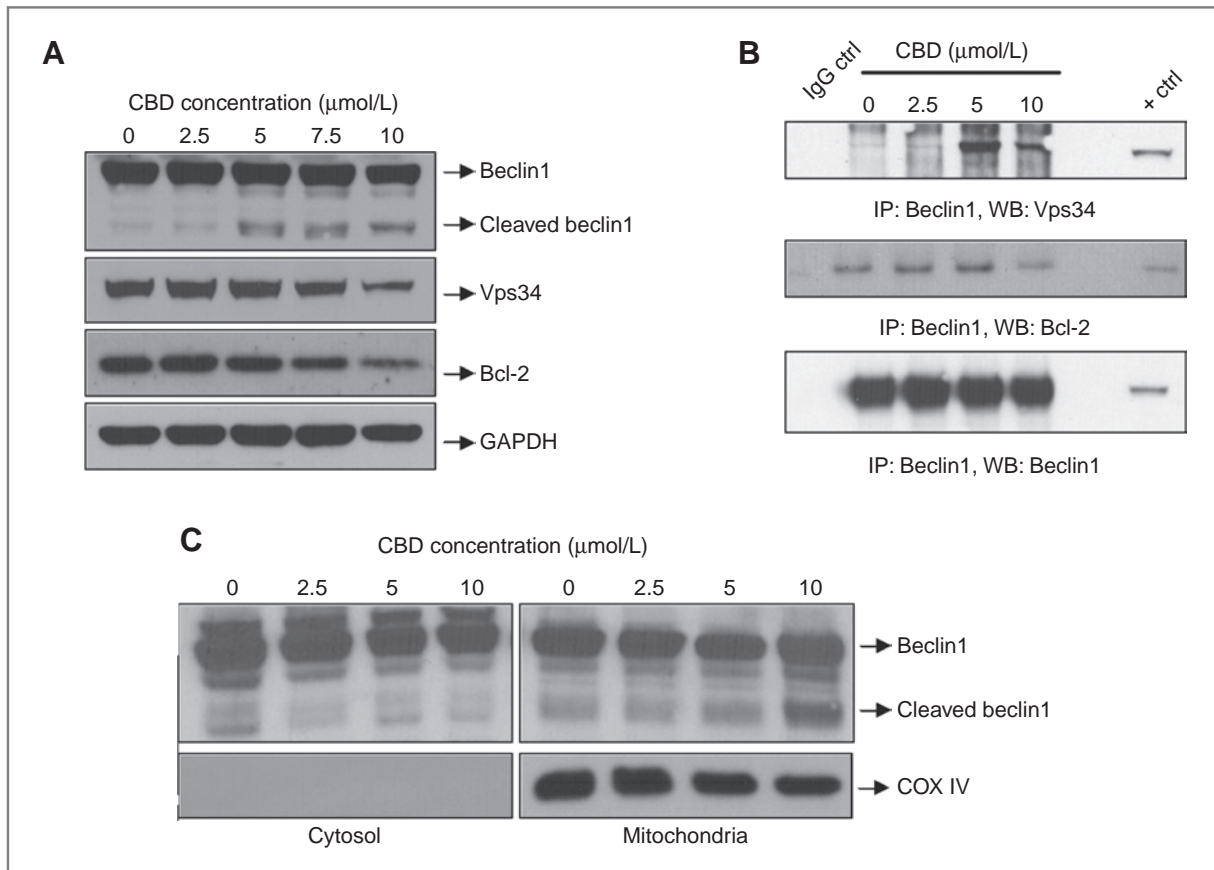 A
CBD concentration (μmol/L)
0 2.5 5 7.5 10
Beclin1
Cleaved beclin1
Vps34
Bcl-2
GAPDH
B
IgG ctrl
CBD (μmol/L)
0 2.5 5 10
+ ctrl
IP: Beclin1, WB: Vps34
IP: Beclin1, WB: Bcl-2
IP: Beclin1, WB: Beclin1
C
CBD concentration (μmol/L)
0 2.5 5 10 0 2.5 5 10
Beclin1
Cleaved beclin1
COX IV
Cytosol Mitochondria